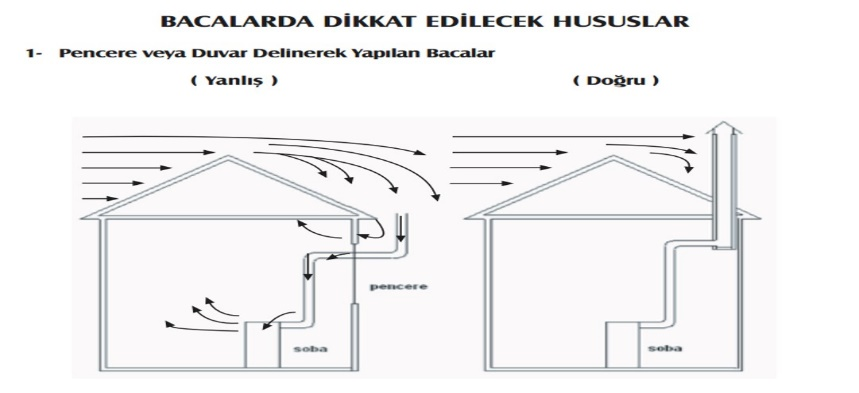 BACALARDA DİKKAT EDİLECEK HUSUSLAR
1- Pencere veya Duvar Delinerek Yapılan Bacalar
( Yanlış ) ( Doğru )
pencere
soba soba